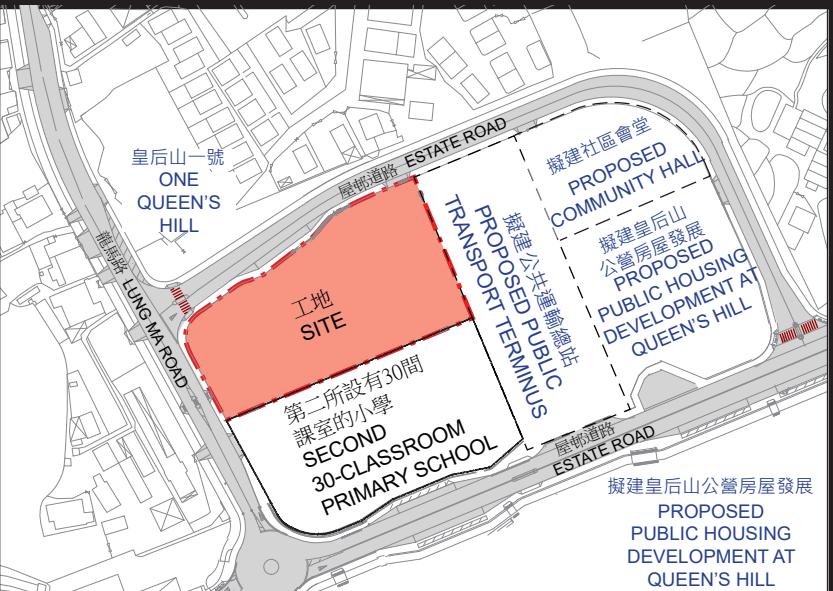 皇后山一號
ONE
QUEEN'S
HILL
屋邨道路 ESTATE ROAD
擬建社區會堂
PROPOSED
COMMUNITY HALL
擬建公共運輸總站
PROPOSED PUBLIC
TRANSPORT TERMINUS
擬建皇后山
公營房屋發展
PROPOSED
PUBLIC HOUSING
DEVELOPMENT AT
QUEEN'S HILL
龍馬路 LUNG MA ROAD
工地
SITE
第二所設有30間
課室的小學
SECOND
30-CLASSROOM
PRIMARY SCHOOL
屋邨道路
ESTATE ROAD
擬建皇后山公營房屋發展
PROPOSED
PUBLIC HOUSING
DEVELOPMENT AT
QUEEN'S HILL